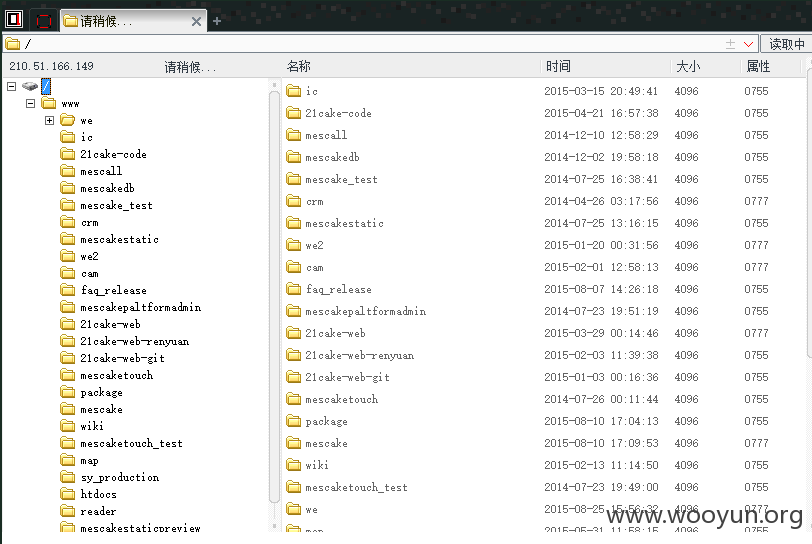 请稍候...
/
读取中
210.51.166.149 请稍候... 名称 时间 大小 属性
/
www
we
ic
21cake-code
mescall
mescakedb
mescake_test
crm
mescakestatic
we2
cam
faq_release
mescakepaltformadmin
21cake-web
21cake-web-renyuan
21cake-web-git
mescaketouch
package
mescake
wiki
mescaketouch_test
map
sy_production
htdocs
reader
mescakestaticpreview
ic 2015-03-15 20:49:41 4096 0755
21cake-code 2015-04-21 16:57:38 4096 0755
mescall 2014-12-10 12:58:29 4096 0755
mescakedb 2014-12-02 19:58:18 4096 0755
mescake_test 2014-07-25 16:38:41 4096 0755
crm 2014-04-26 03:17:56 4096 0777
mescakestatic 2014-07-25 13:16:15 4096 0755
we2 2015-01-20 00:31:56 4096 0777
cam 2015-02-01 12:58:13 4096 0777
faq_release 2015-08-07 14:26:18 4096 0755
mescakepaltformadmin 2014-07-23 19:51:19 4096 0755
21cake-web 2015-03-29 00:14:46 4096 0777
21cake-web-renyuan 2015-02-03 11:39:38 4096 0755
21cake-web-git 2015-01-03 00:16:36 4096 0755
mescaketouch 2014-07-26 00:11:44 4096 0755
package 2015-08-10 17:04:13 4096 0755
mescake 2015-08-10 17:09:53 4096 0777
wiki 2015-02-13 11:14:50 4096 0755
mescaketouch_test 2014-07-23 19:49:00 4096 0755
we 2015-08-25 15:56:32 4096 0777
map 2015-05-31 11:58:15 4096 0755
www.wooyun.org